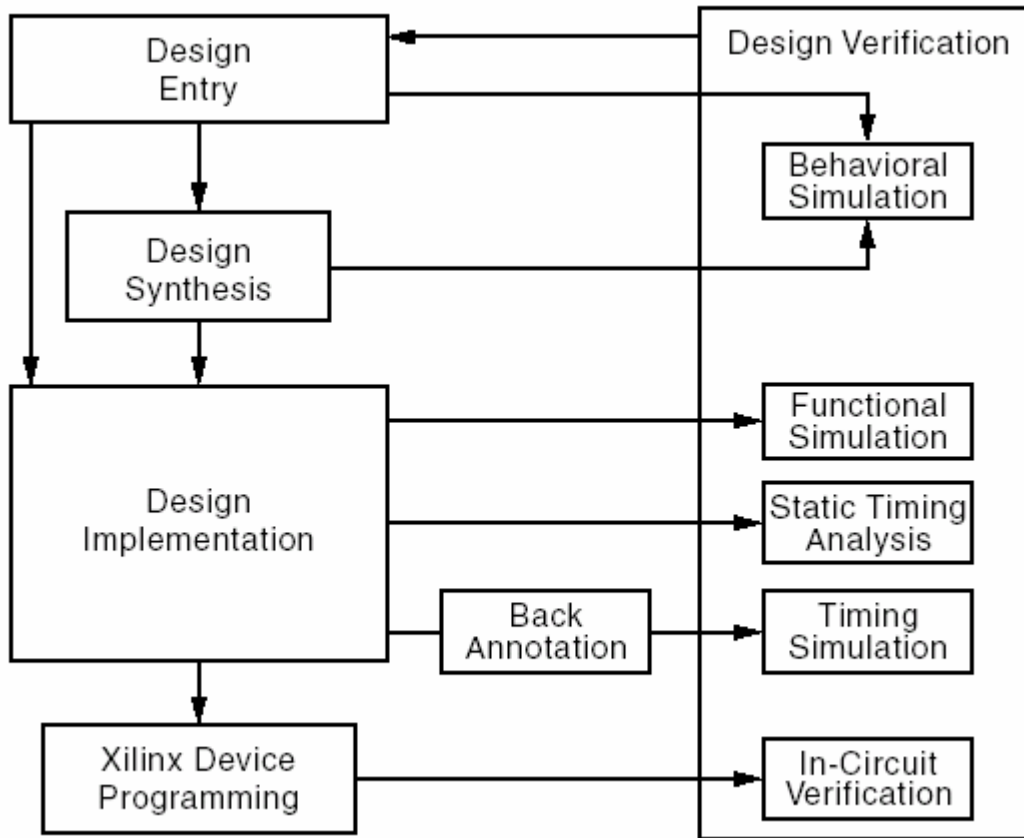 Design
Entry
Design Verification
Behavioral
Simulation
Design
Synthesis
Functional
Simulation
Design
Implementation
Static Timing
Analysis
Back
Annotation
Timing
Simulation
Xilinx Device
Programming
In-Circuit
Verification